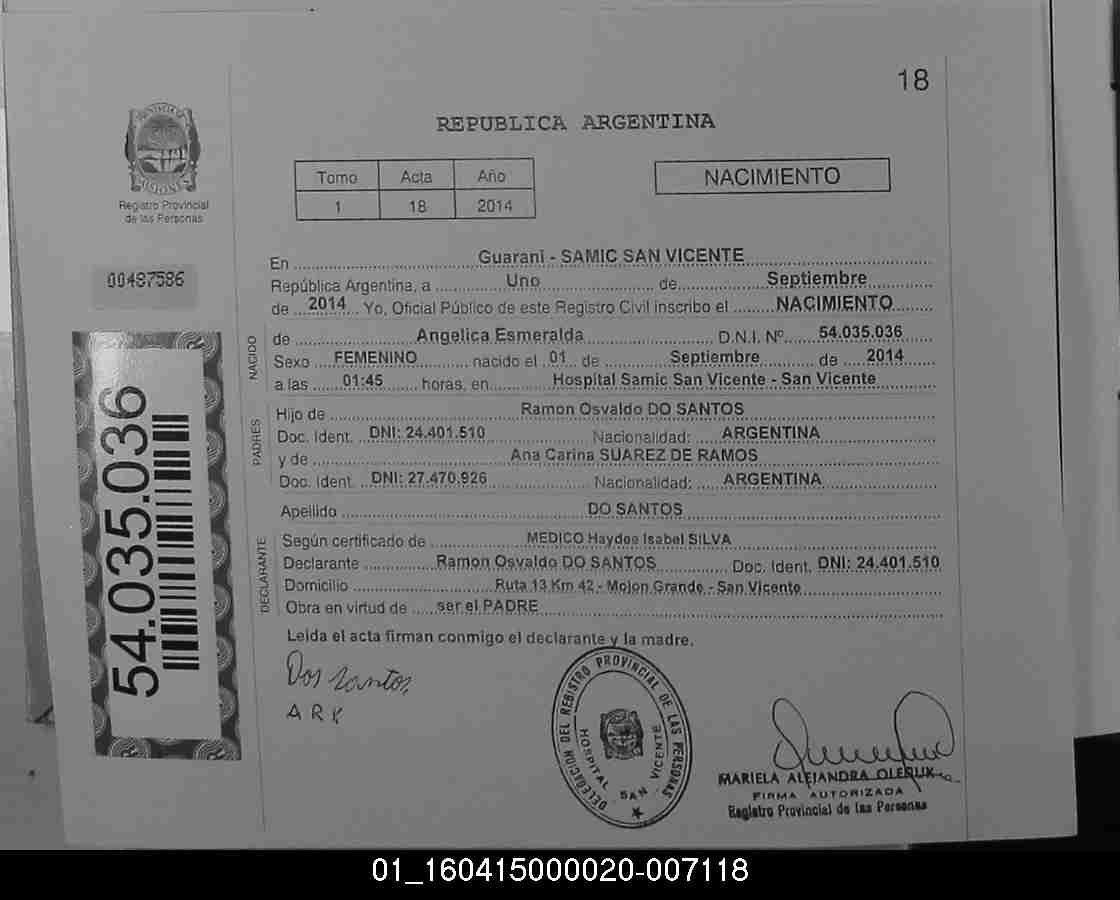 18
REPUBLICA ARGENTINA
PROVINCIA DE MISIONES
Registro Provincial
de las Personas
Tomo Acta Año
1 18 2014
NACIMIENTO
00487586
54.035.036
En Guarani - SAMIC SAN VICENTE
República Argentina, a Uno de Septiembre
de 2014 Yo, Oficial Público de este Registro Civil inscribo el NACIMIENTO
NACIDO
de Angelica Esmeralda D.N.I. Nº 54.035.036
Sexo FEMENINO nacido el 01 de Septiembre de 2014
a las 01:45 horas, en Hospital Samic San Vicente - San Vicente
PADRES
Hijo de Ramon Osvaldo DO SANTOS
Doc. Ident. DNI: 24.401.510 Nacionalidad: ARGENTINA
y de Ana Carina SUAREZ DE RAMOS
Doc. Ident. DNI: 27.470.926 Nacionalidad: ARGENTINA
Apellido DO SANTOS
DECLARANTE
Según certificado de MEDICO Haydee Isabel SILVA
Declarante Ramon Osvaldo DO SANTOS Doc. Ident. DNI: 24.401.510
Domicilio Ruta 13 Km 42 - Mojon Grande - San Vicente
Obra en virtud de ser el PADRE
Leida el acta firman conmigo el declarante y la madre.
Dos santos
A R K
DELEGACION DEL REGISTRO PROVINCIAL DE LAS PERSONAS
HOSPITAL SAN VICENTE
MARIELA ALEJANDRA OLEÑUK
FIRMA AUTORIZADA
Registro Provincial de las Personas
01_160415000020-007118